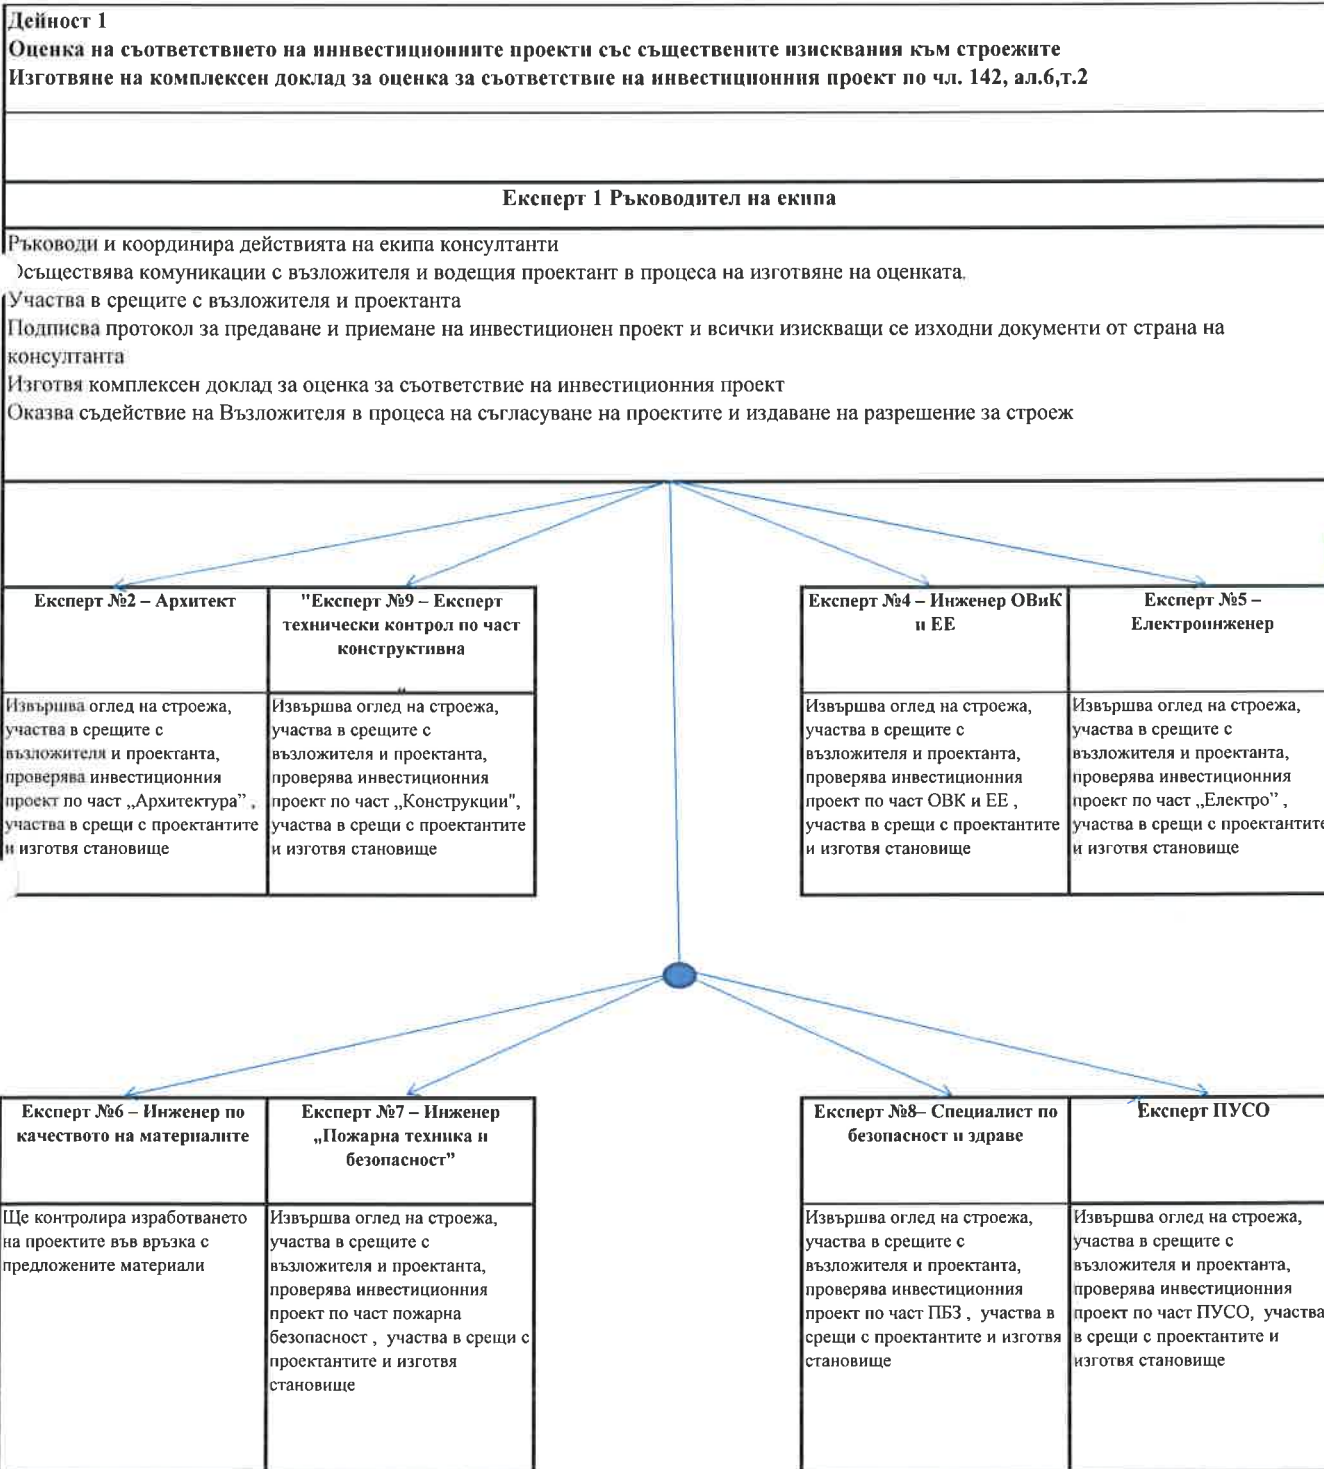 Дейност 1
Оценка на съответствието на иннвестиционните проекти със съществените изисквания към строежите
Изготвяне на комплексен доклад за оценка за съответствие на инвестиционния проект по чл. 142, ал.6,т.2
Експерт 1 Ръководител на екипа
Ръководи и координира действията на екипа консултанти
Осъществява комуникации с възложителя и водещия проектант в процеса на изготвяне на оценката.
Участва в срещите с възложителя и проектанта
Подписва протокол за предаване и приемане на инвестиционен проект и всички изискващи се изходни документи от страна на
консултанта
Изготвя комплексен доклад за оценка за съответствие на инвестиционния проект
Оказва съдействие на Възложителя в процеса на съгласуване на проектите и издаване на разрешение за строеж
Експерт №2 – Архитект
Извършва оглед на строежа,
участва в срещите с
възложителя и проектанта,
проверява инвестиционния
проект по част „Архитектура” ,
участва в срещи с проектантите
и изготвя становище
"Експерт №9 – Експерт
технически контрол по част
конструктивна
"
Извършва оглед на строежа,
участва в срещите с
възложителя и проектанта,
проверява инвестиционния
проект по част „Конструкции",
участва в срещи с проектантите
и изготвя становище
Експерт №4 – Инженер ОВиК
и ЕЕ
Извършва оглед на строежа,
участва в срещите с
възложителя и проектанта,
проверява инвестиционния
проект по част ОВК и ЕЕ ,
участва в срещи с проектантите
и изготвя становище
Експерт №5 –
Електроинженер
Извършва оглед на строежа,
участва в срещите с
възложителя и проектанта,
проверява инвестиционния
проект по част „Електро” ,
участва в срещи с проектантите
и изготвя становище
Експерт №6 – Инженер по
качеството на материалите
Ще контролира изработването
на проектите във връзка с
предложените материали
Експерт №7 – Инженер
„Пожарна техника и
безопасност”
Извършва оглед на строежа,
участва в срещите с
възложителя и проектанта,
проверява инвестиционния
проект по част пожарна
безопасност , участва в срещи с
проектантите и изготвя
становище
Експерт №8– Специалист по
безопасност и здраве
Извършва оглед на строежа,
участва в срещите с
възложителя и проектанта,
проверява инвестиционния
проект по част ПБЗ , участва в
срещи с проектантите и изготвя
становище
Експерт ПУСО
Извършва оглед на строежа,
участва в срещите с
възложителя и проектанта,
проверява инвестиционния
проект по част ПУСО, участва
в срещи с проектантите и
изготвя становище